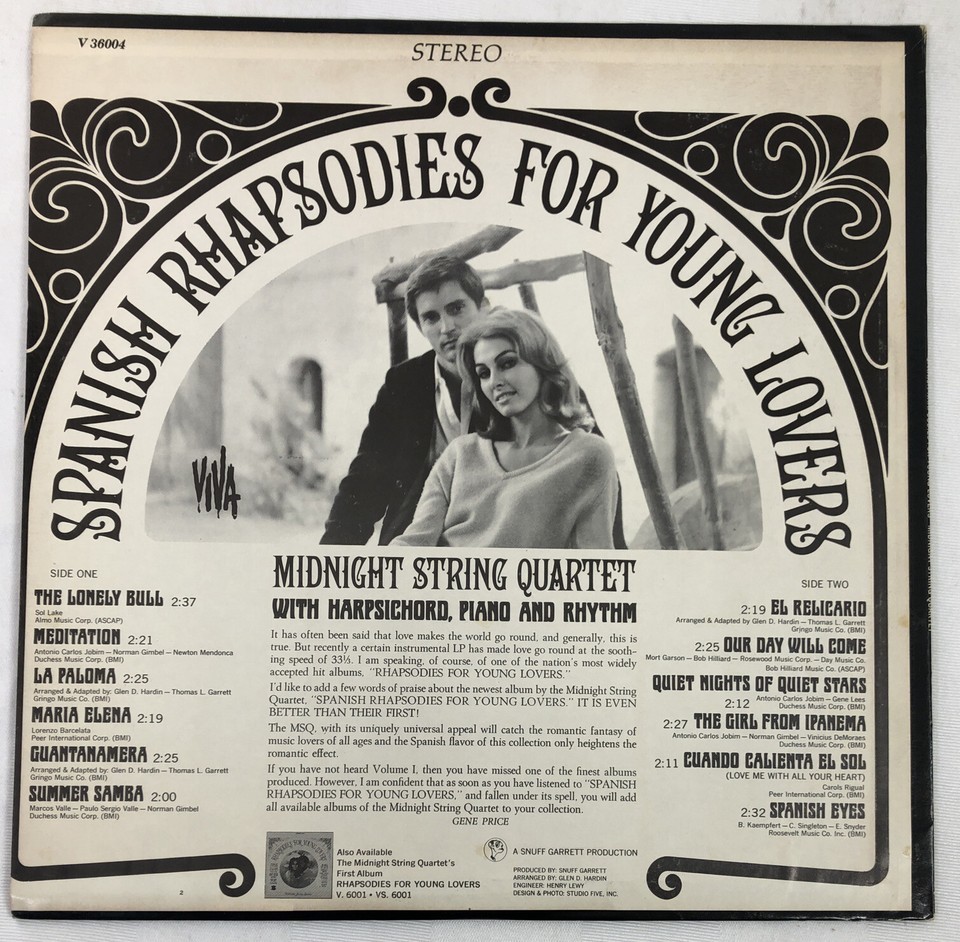 V 36004
STEREO
SPANISH RHAPSODIES FOR YOUNG LOVERS
VIVA
MIDNIGHT STRING QUARTET
WITH HARPSICHORD, PIANO AND RHYTHM
SIDE ONE
THE LONELY BULL 2:37
Sol Lake
Almo Music Corp. (ASCAP)
MEDITATION 2:21
Antonio Carlos Jobim — Norman Gimbel — Newton Mendonca
Duchess Music Corp. (BMI)
LA PALOMA 2:25
Arranged & Adapted by: Glen D. Hardin — Thomas L. Garrett
Gringo Music Co. (BMI)
MARIA ELENA 2:19
Lorenzo Barcelata
Peer International Corp. (BMI)
GUANTANAMERA 2:25
Arranged & Adapted by: Glen D. Hardin — Thomas L. Garrett
Gringo Music Co. (BMI)
SUMMER SAMBA 2:00
Marcos Valle — Paulo Sergio Valle — Norman Gimbel
Duchess Music Corp. (BMI)
It has often been said that love makes the world go round, and generally, this is
true. But recently a certain instrumental LP has made love go round at the sooth-
ing speed of 33⅓. I am speaking, of course, of one of the nation's most widely
accepted hit albums, "RHAPSODIES FOR YOUNG LOVERS."
I'd like to add a few words of praise about the newest album by the Midnight String
Quartet, "SPANISH RHAPSODIES FOR YOUNG LOVERS." IT IS EVEN
BETTER THAN THEIR FIRST!
The MSQ, with its uniquely universal appeal will catch the romantic fantasy of
music lovers of all ages and the Spanish flavor of this collection only heightens the
romantic effect.
If you have not heard Volume I, then you have missed one of the finest albums
produced. However, I am confident that as soon as you have listened to "SPANISH
RHAPSODIES FOR YOUNG LOVERS," and fallen under its spell, you will add
all available albums of the Midnight String Quartet to your collection.
GENE PRICE
SIDE TWO
2:19 EL RELICARIO
Arranged & Adapted by Glen D. Hardin — Thomas L. Garrett
Gringo Music Co. (BMI)
2:25 OUR DAY WILL COME
Mort Garson — Bob Hilliard — Rosewood Music Corp. — Day Music Co.
Bob Hilliard Music Co. (ASCAP)
QUIET NIGHTS OF QUIET STARS
2:12 Antonio Carlos Jobim — Gene Lees
Duchess Music Corp. (BMI)
2:27 THE GIRL FROM IPANEMA
Antonio Carlos Jobim — Norman Gimbel — Vinicius DeMoraes
Duchess Music Corp. (BMI)
2:11 CUANDO CALIENTA EL SOL
(LOVE ME WITH ALL YOUR HEART)
Carols Rigual
Peer International Corp. (BMI)
2:32 SPANISH EYES
B. Kaempfert — C. Singleton — E. Snyder
Roosevelt Music Co. Inc. (BMI)
Also Available
The Midnight String Quartet's
First Album
RHAPSODIES FOR YOUNG LOVERS
V. 6001 • VS. 6001
A SNUFF GARRETT PRODUCTION
PRODUCED BY: SNUFF GARRETT
ARRANGED BY: GLEN D. HARDIN
ENGINEER: HENRY LEWY
DESIGN & PHOTO: STUDIO FIVE, INC.
2